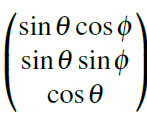 sin θ cos ϕ
sin θ sin ϕ
cos θ